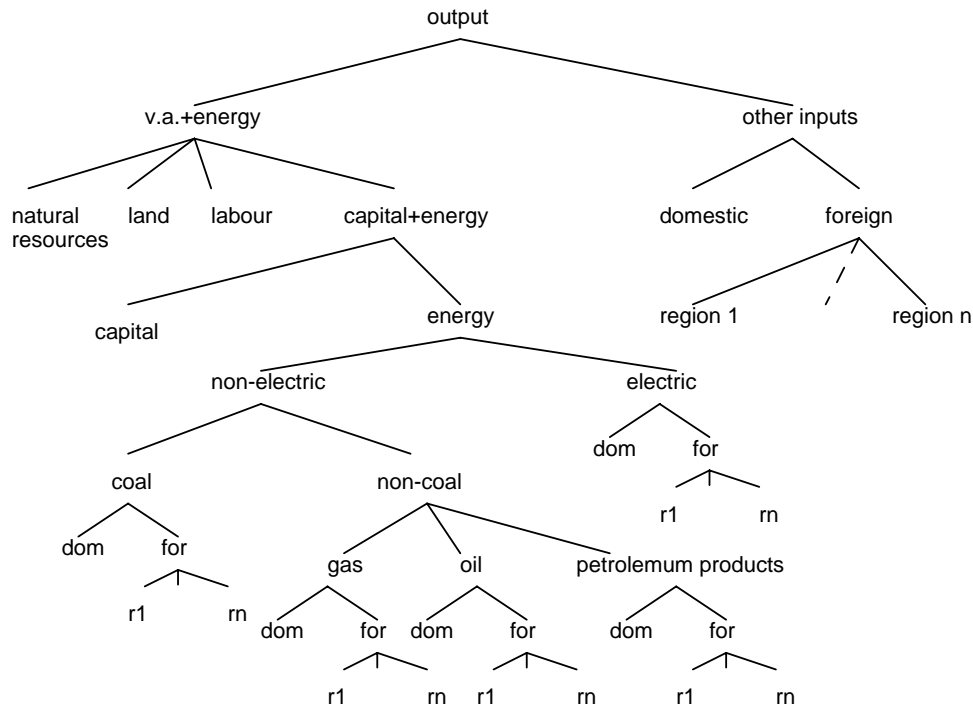 output
v.a.+energy
other inputs
natural
resources
land
labour
capital+energy
domestic
foreign
capital
energy
region 1
region n
non-electric
electric
dom
for
coal
non-coal
r1
rn
dom
for
gas
oil
petrolemum products
r1
rn
dom
for
dom
for
dom
for
r1
rn
r1
rn
r1
rn